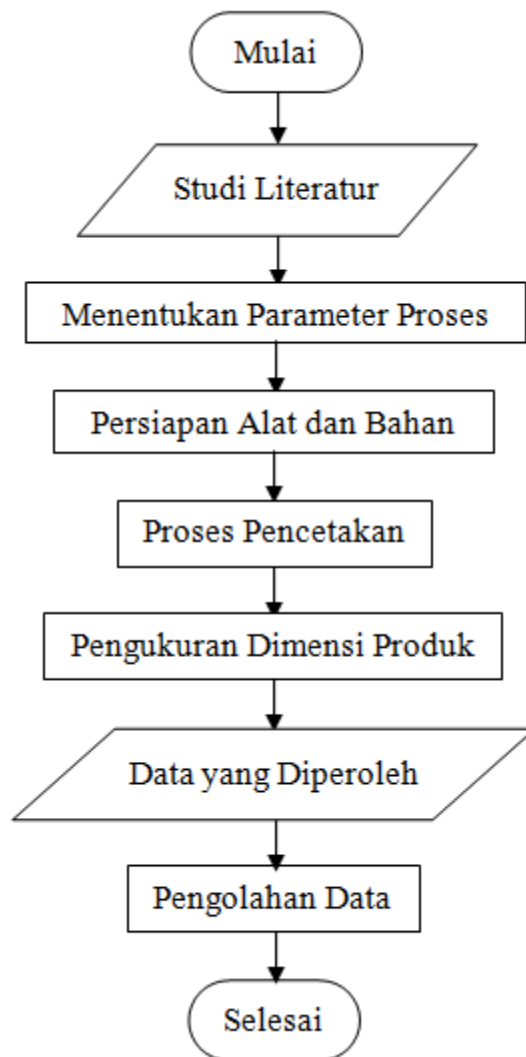 Mulai
Studi Literatur
Menentukan Parameter Proses
Persiapan Alat dan Bahan
Proses Pencetakan
Pengukuran Dimensi Produk
Data yang Diperoleh
Pengolahan Data
Selesai